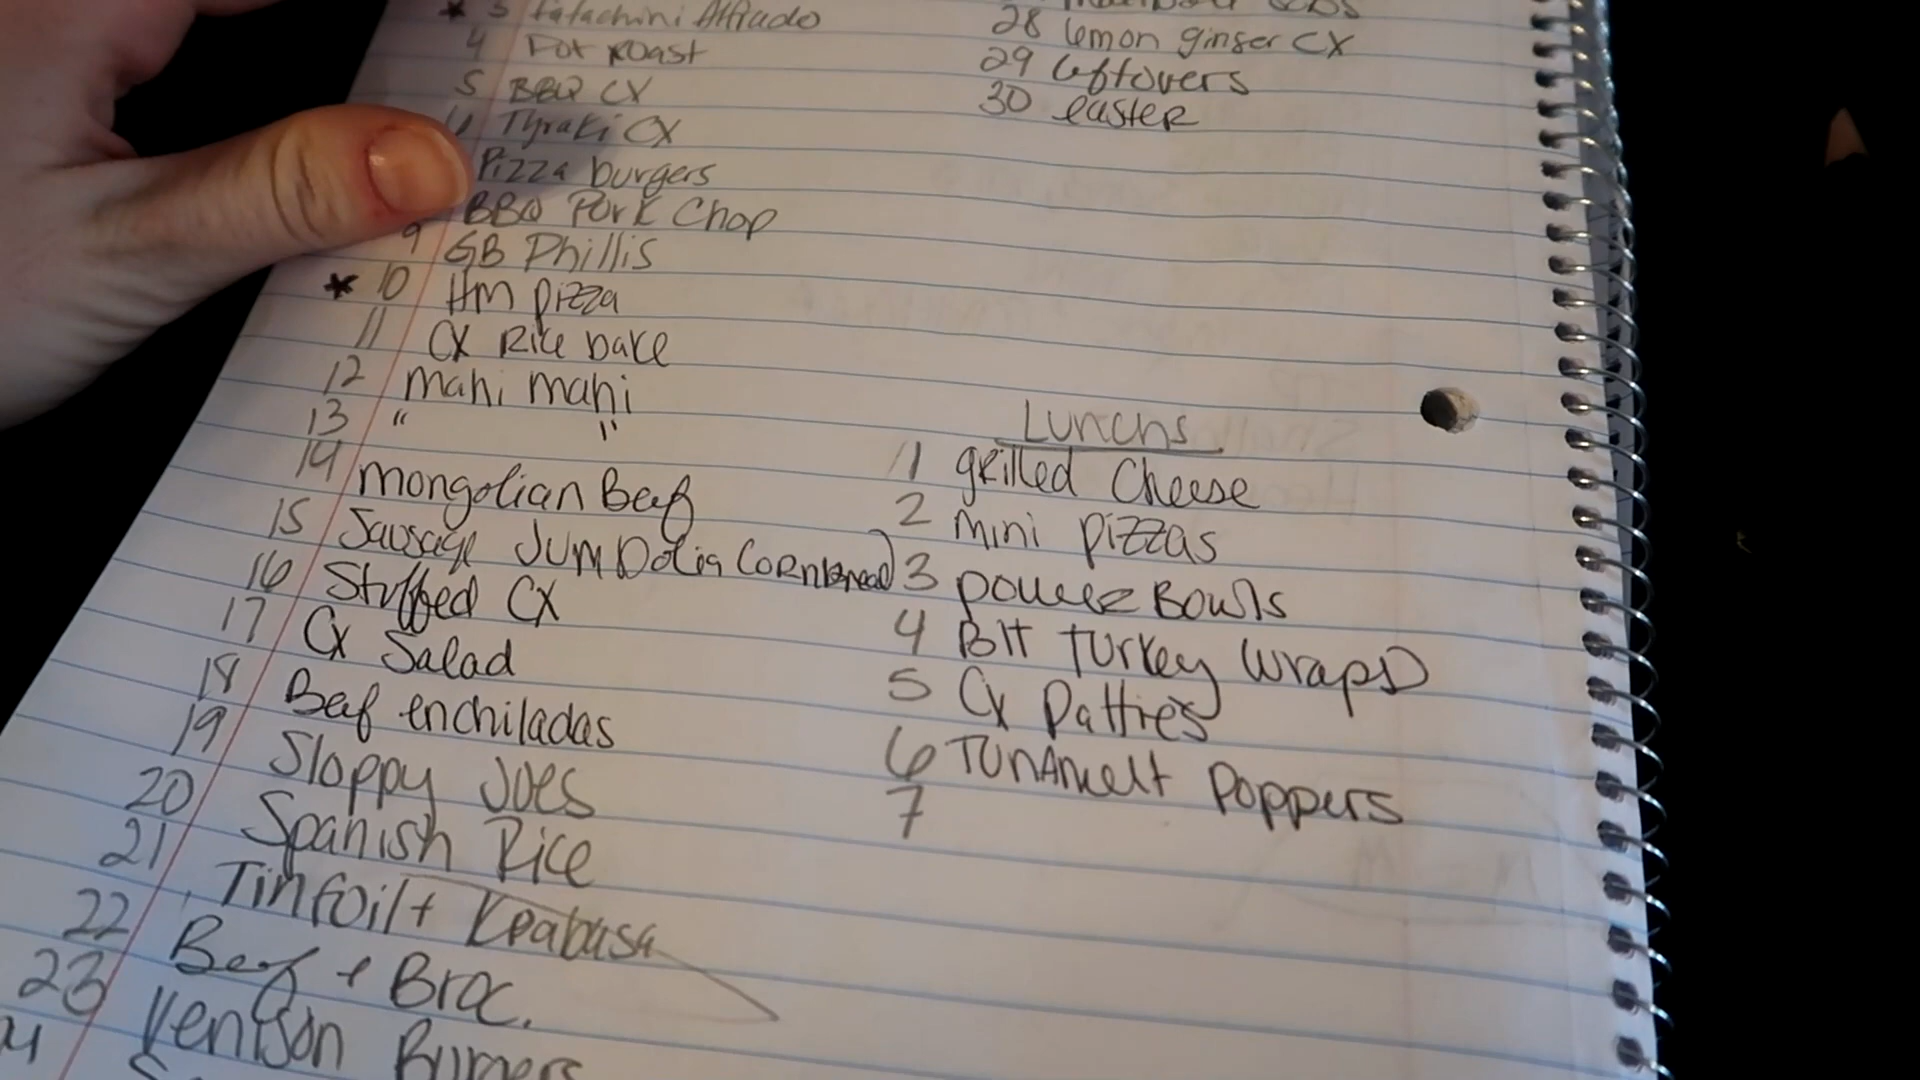 * 3 fatachini Alfrado
4 Pot Roast
5 BBQ CX
6 Tyraki CX
Pizza burgers
BBQ Pork Chop
9 GB Phillis
* 10 HM pizza
11 CX Rice bake
12 mahi mahi
13 " "
14 mongolian Beef
15 Sausage Jumbolia Cornbread
16 Stuffed CX
17 CX Salad
18 Beef enchiladas
19 Sloppy Joes
20 Spanish Rice
21 Tinfoil +
22 Beef + Broc.
23 Venison Burgers
28 lemon ginger CX
29 leftovers
30 easter
Lunchs
1 grilled Cheese
2 mini pizzas
3 power Bowls
4 Blt Turkey Wraps
5 CX Patties
6 Tunamelt Poppers
7